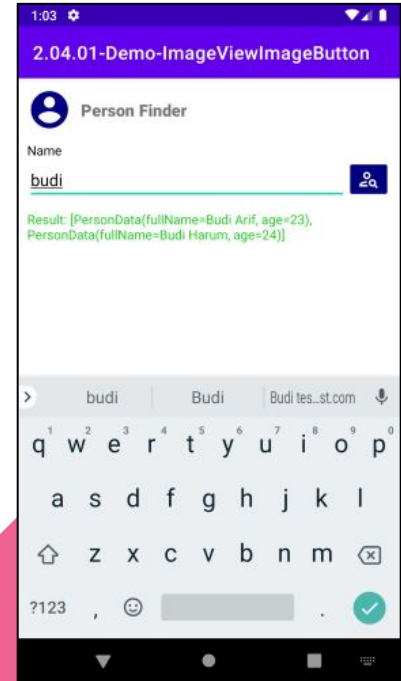 1:03
2.04.01-Demo-ImageViewImageButton
Person Finder
Name
budi
Result: [PersonData(fullName=Budi Arif, age=23),
PersonData(fullName=Budi Harum, age=24)]
budi Budi Budi tes...st.com
1 2 3 4 5 6 7 8 9 0
q w e r t y u i o p
a s d f g h j k l
z x c v b n m
?123 , .